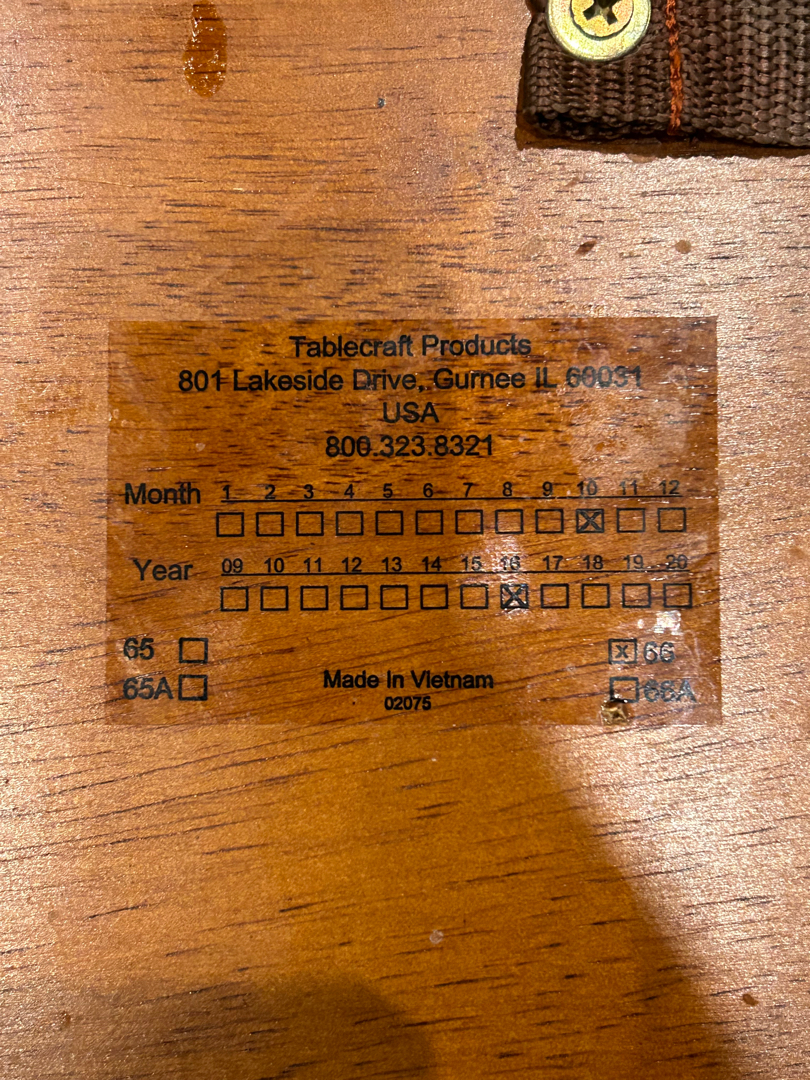 Tablecraft Products
801 Lakeside Drive, Gurnee IL 60031
USA
800.323.8321
Month 1 2 3 4 5 6 7 8 9 10 11 12
☐ ☐ ☐ ☐ ☐ ☐ ☐ ☐ ☐ ☒ ☐ ☐
Year 09 10 11 12 13 14 15 16 17 18 19 20
☐ ☐ ☐ ☐ ☐ ☐ ☐ ☒ ☐ ☐ ☐ ☐
65 ☐ ☒ 66
65A ☐ Made In Vietnam ☐ 66A
02075